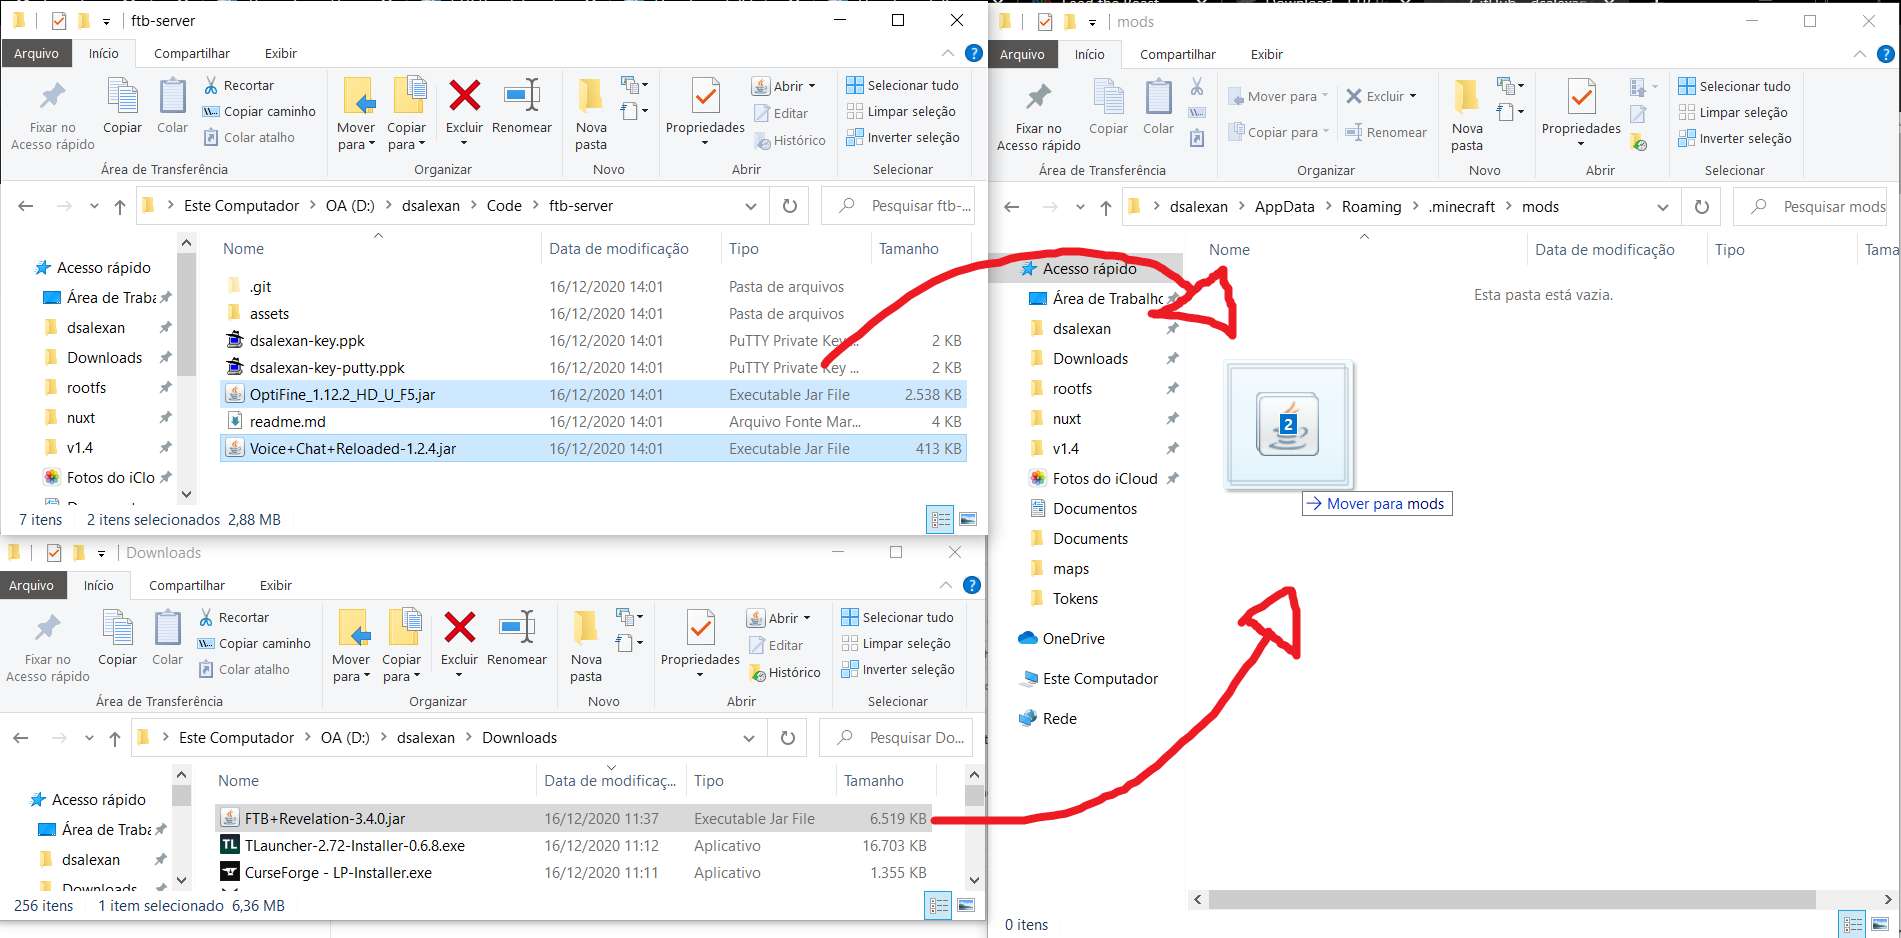 ftb-server
Arquivo
Início
Compartilhar
Exibir
Fixar no
Acesso rápido
Copiar
Colar
Recortar
Copiar caminho
Colar atalho
Mover
para
Copiar
para
Excluir
Renomear
Nova
pasta
Propriedades
Abrir
Editar
Histórico
Selecionar tudo
Limpar seleção
Inverter seleção
Área de Transferência
Organizar
Novo
Abrir
Selecionar
Este Computador
OA (D:)
dsalexan
Code
ftb-server
Pesquisar ftb-...
Nome
Data de modificação
Tipo
Tamanho
Acesso rápido
Área de Traba
dsalexan
Downloads
rootfs
nuxt
v1.4
Fotos do iClo
.git 16/12/2020 14:01 Pasta de arquivos
assets 16/12/2020 14:01 Pasta de arquivos
dsalexan-key.ppk 16/12/2020 14:01 PuTTY Private Key ... 2 KB
dsalexan-key-putty.ppk 16/12/2020 14:01 PuTTY Private Key ... 2 KB
OptiFine_1.12.2_HD_U_F5.jar 16/12/2020 14:01 Executable Jar File 2.538 KB
readme.md 16/12/2020 14:01 Arquivo Fonte Mar... 4 KB
Voice+Chat+Reloaded-1.2.4.jar 16/12/2020 14:01 Executable Jar File 413 KB
7 itens
2 itens selecionados 2,88 MB
Downloads
Arquivo
Início
Compartilhar
Exibir
Fixar no
Acesso rápido
Copiar
Colar
Recortar
Copiar caminho
Colar atalho
Mover
para
Copiar
para
Excluir
Renomear
Nova
pasta
Propriedades
Abrir
Editar
Histórico
Selecionar tudo
Limpar seleção
Inverter seleção
Área de Transferência
Organizar
Novo
Abrir
Selecionar
Este Computador
OA (D:)
dsalexan
Downloads
Pesquisar Do...
Nome
Data de modificaç...
Tipo
Tamanho
Acesso rápido
Área de Traba
dsalexan
Downloads
FTB+Revelation-3.4.0.jar 16/12/2020 11:37 Executable Jar File 6.519 KB
TL TLauncher-2.72-Installer-0.6.8.exe 16/12/2020 11:12 Aplicativo 16.703 KB
CurseForge - LP-Installer.exe 16/12/2020 11:11 Aplicativo 1.355 KB
256 itens
1 item selecionado 6,36 MB
mods
Arquivo
Início
Compartilhar
Exibir
Fixar no
Acesso rápido
Copiar
Colar
Mover para
Copiar para
Excluir
Renomear
Nova
pasta
Propriedades
Selecionar tudo
Limpar seleção
Inverter seleção
Área de Transferência
Organizar
Novo
Abrir
Selecionar
dsalexan
AppData
Roaming
.minecraft
mods
Pesquisar mods
Nome
Data de modificação
Tipo
Tama
Esta pasta está vazia.
Acesso rápido
Área de Trabalho
dsalexan
Downloads
rootfs
nuxt
v1.4
Fotos do iCloud
Documentos
Documents
maps
Tokens
OneDrive
Este Computador
Rede
2
Mover para mods
0 itens